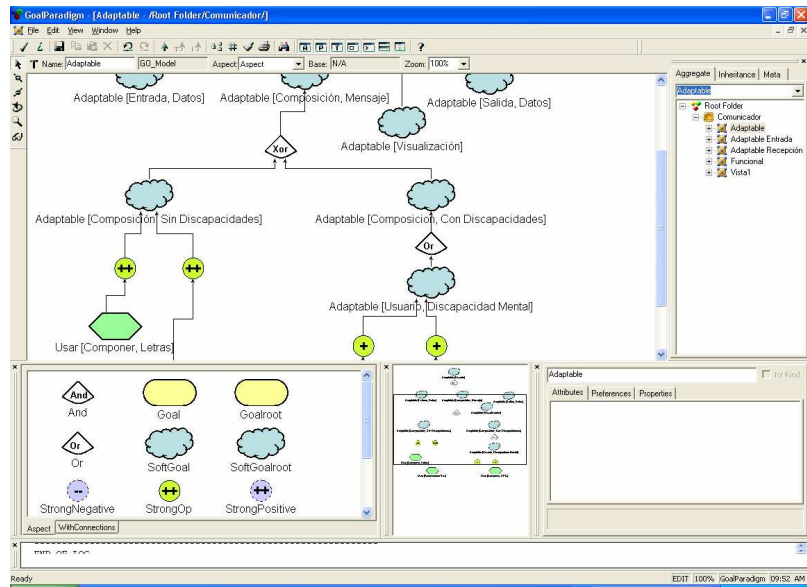 GoalParadigm - [Adaptable - /Root Folder/Comunicador/]
File Edit View Window Help
Name: Adaptable GO_Model Aspect: Aspect Base: N/A Zoom: 100%
Adaptable [Entrada, Datos]
Adaptable [Composición, Mensaje]
Adaptable [Salida, Datos]
Adaptable [Visualización]
Xor
Adaptable [Composición, Sin Discapacidades]
Adaptable [Composición, Con Discapacidades]
Or
Adaptable [Usuario, Discapacidad Mental]
Usar [Componer, Letras]
Aggregate Inheritance Meta
Adaptable
Root Folder
Comunicador
Adaptable
Adaptable Entrada
Adaptable Recepción
Funcional
Vista1
And
And Goal Goalroot
Or
Or SoftGoal SoftGoalroot
StrongNegative StrongOp StrongPositive
Aspect WithConnections
Adaptable for Kind
Attributes Preferences Properties
END OF LOG
Ready
EDIT 100% GoalParadigm 09:52 AM